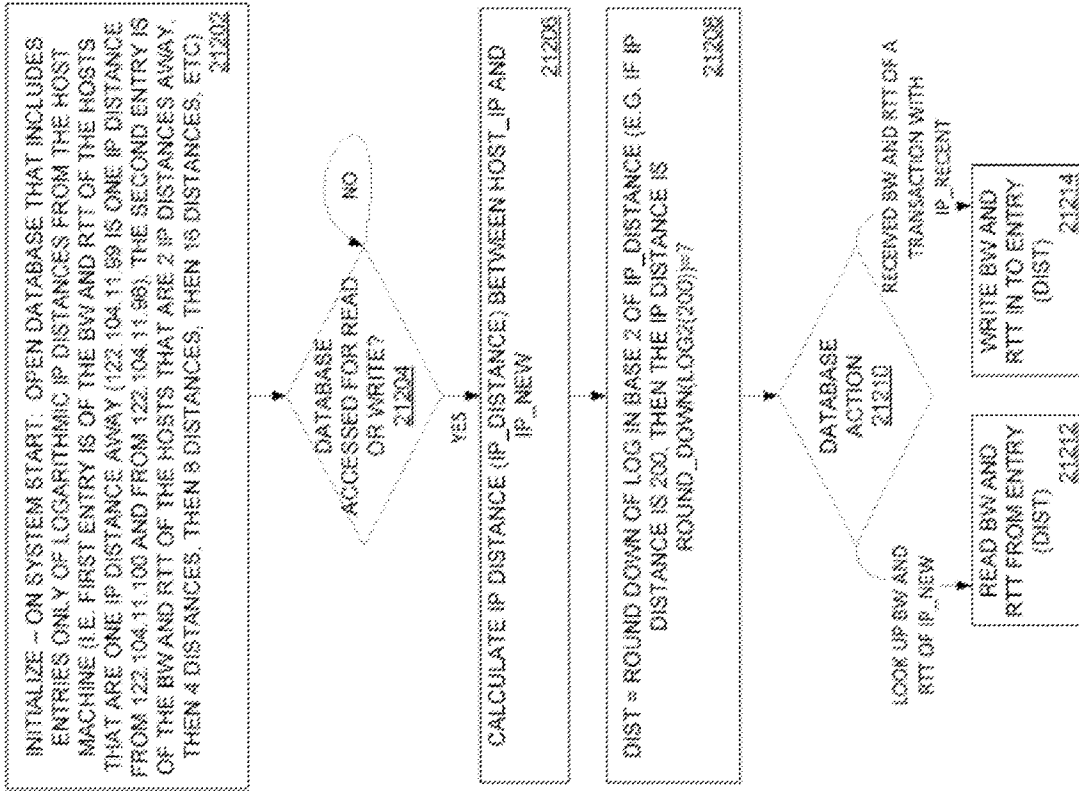 INITIALIZE – ON SYSTEM START: OPEN DATABASE THAT INCLUDES
ENTRIES ONLY OF LOGARITHMIC IP DISTANCES FROM THE HOST
MACHINE (I.E. FIRST ENTRY IS OF THE BW AND RTT OF THE HOSTS
THAT ARE ONE IP DISTANCE AWAY (122.104.11.99 IS ONE IP DISTANCE
FROM 122.104.11.100 AND FROM 122.104.11.98), THE SECOND ENTRY IS
OF THE BW AND RTT OF THE HOSTS THAT ARE 2 IP DISTANCES AWAY,
THEN 4 DISTANCES, THEN 8 DISTANCES, THEN 16 DISTANCES, ETC)
21202
DATABASE
ACCESSED FOR READ
OR WRITE?
21204
NO
YES
CALCULATE IP DISTANCE (IP_DISTANCE) BETWEEN HOST_IP AND
IP_NEW
21206
DIST = ROUND DOWN OF LOG IN BASE 2 OF IP_DISTANCE (E.G. IF IP
DISTANCE IS 200, THEN THE IP DISTANCE IS
ROUND_DOWN(LOG2(200))=7
21208
DATABASE
ACTION
21210
LOOK UP BW AND
RTT OF IP_NEW
RECEIVED BW AND RTT OF A
TRANSACTION WITH
IP_RECENT
READ BW AND
RTT FROM ENTRY
(DIST)
21212
WRITE BW AND
RTT IN TO ENTRY
(DIST)
21214